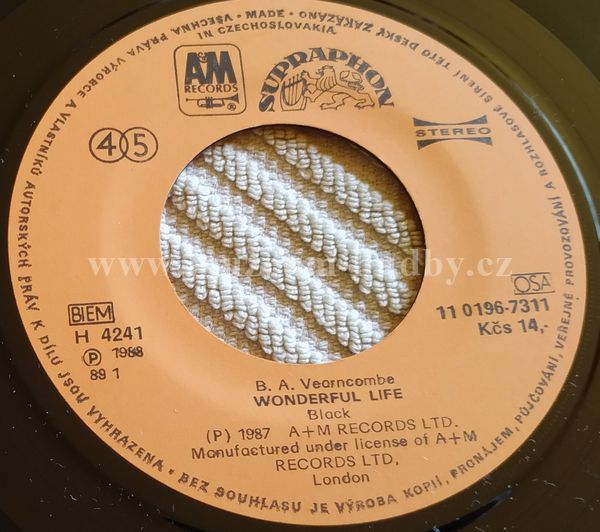 VŠECHNA PRÁVA VÝROBCE A VLASTNÍKŮ AUTORSKÝCH PRÁV K DÍLU JSOU VYHRAZENA • BEZ SOUHLASU JE VÝROBA KOPIÍ, PRONÁJEM, PŮJČOVÁNÍ, VEŘEJNÉ PROVOZOVÁNÍ A ROZHLASOVÉ ŠÍŘENÍ TÉTO DESKY ZAKÁZÁNO •
MADE IN CZECHOSLOVAKIA
A&M
RECORDS
®
SUPRAPHON
45
STEREO
BIEM
H 4241
Ⓟ 1988
89 1
OSA
11 0196-7311
Kčs 14,-
B. A. Vearncombe
WONDERFUL LIFE
Black
(P) 1987 A+M RECORDS LTD.
Manufactured under license of A+M
RECORDS LTD,
London